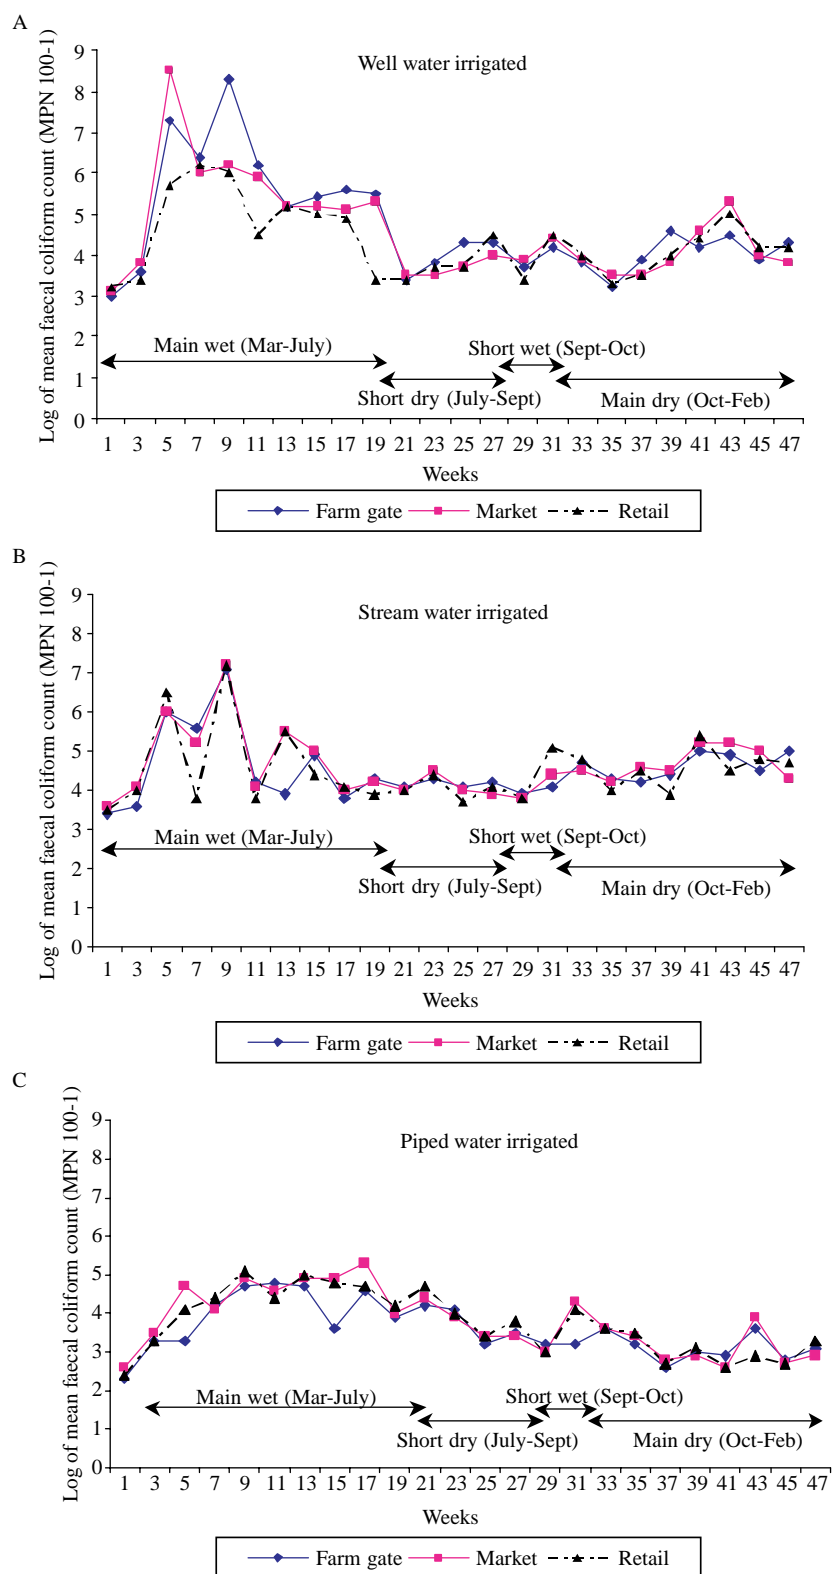 A
Log of mean faecal coliform count (MPN 100-1)
9
8
7
6
5
4
3
2
1
0
Well water irrigated
Main wet (Mar-July)
Short wet (Sept-Oct)
Short dry (July-Sept)
Main dry (Oct-Feb)
1 3 5 7 9 11 13 15 17 19 21 23 25 27 29 31 33 35 37 39 41 43 45 47
Weeks
Farm gate Market Retail
B
Log of mean faecal coliform count (MPN 100-1)
9
8
7
6
5
4
3
2
1
0
Stream water irrigated
Main wet (Mar-July)
Short wet (Sept-Oct)
Short dry (July-Sept)
Main dry (Oct-Feb)
1 3 5 7 9 11 13 15 17 19 21 23 25 27 29 31 33 35 37 39 41 43 45 47
Weeks
Farm gate Market Retail
C
Log of mean faecal coliform count (MPN 100-1)
9
8
7
6
5
4
3
2
1
0
Piped water irrigated
Main wet (Mar-July)
Short wet (Sept-Oct)
Short dry (July-Sept)
Main dry (Oct-Feb)
1 3 5 7 9 11 13 15 17 19 21 23 25 27 29 31 33 35 37 39 41 43 45 47
Weeks
Farm gate Market Retail